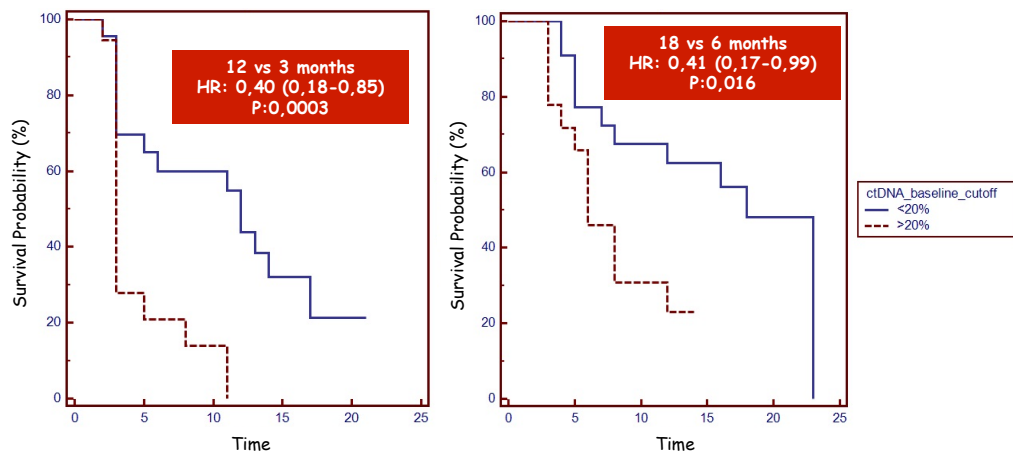 100
80
60
40
20
0
0 5 10 15 20 25
Survival Probability (%)
Time
12 vs 3 months
HR: 0,40 (0,18-0,85)
P:0,0003
100
80
60
40
20
0
0 5 10 15 20 25
Survival Probability (%)
Time
18 vs 6 months
HR: 0,41 (0,17-0,99)
P:0,016
ctDNA_baseline_cutoff
<20%
>20%